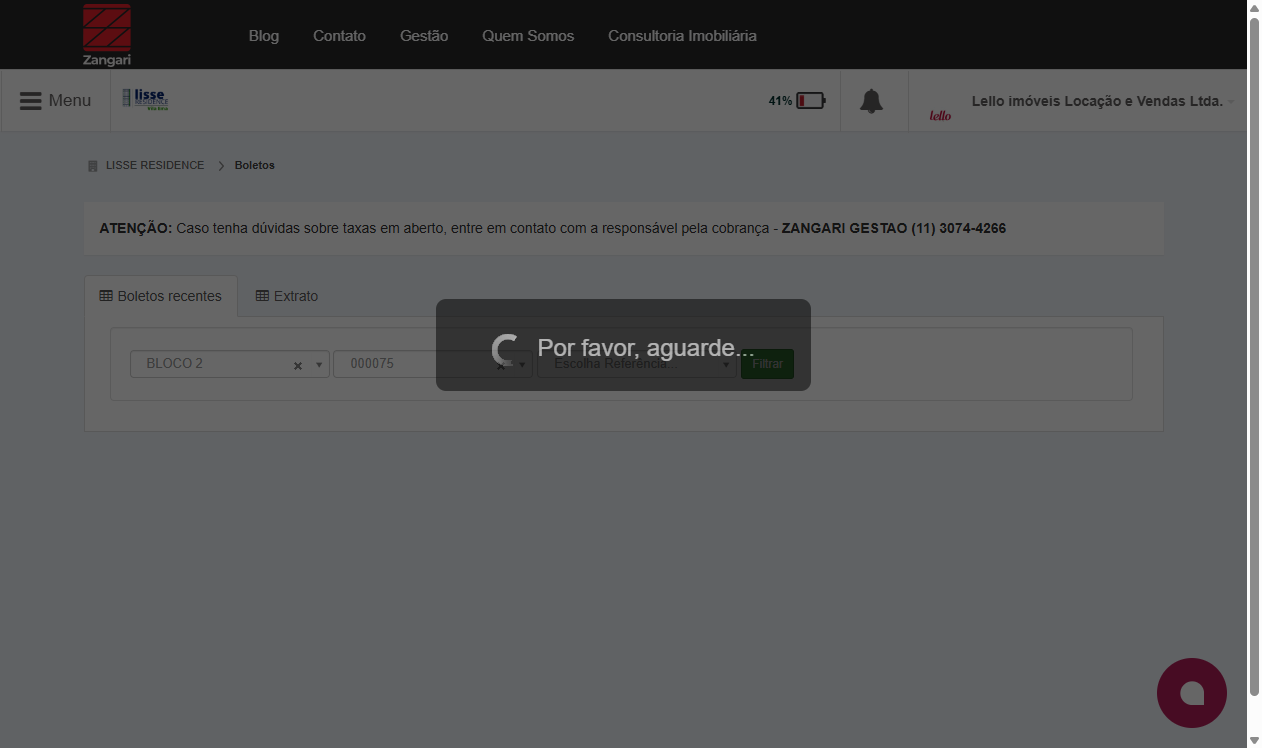 Zangari
Blog Contato Gestão Quem Somos Consultoria Imobiliária
Menu
lisse
RESIDENCE
41%
lello
Lello imóveis Locação e Vendas Ltda.
LISSE RESIDENCE Boletos
ATENÇÃO: Caso tenha dúvidas sobre taxas em aberto, entre em contato com a responsável pela cobrança - ZANGARI GESTAO (11) 3074-4266
Boletos recentes Extrato
Por favor, aguarde...
BLOCO 2 000075 Escolha Referência... Filtrar